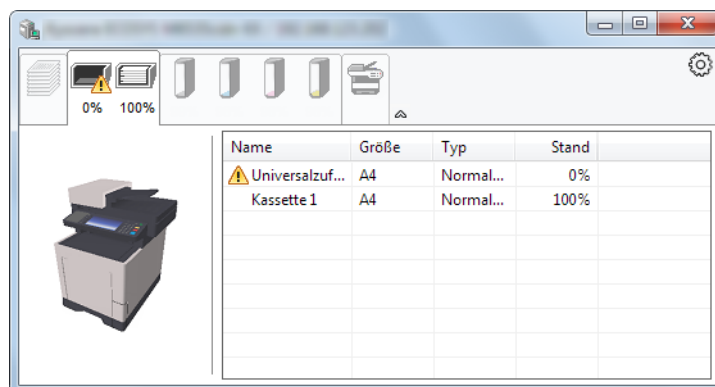 0% 100%
Name Größe Typ Stand
Universalzuf... A4 Normal... 0%
Kassette 1 A4 Normal... 100%